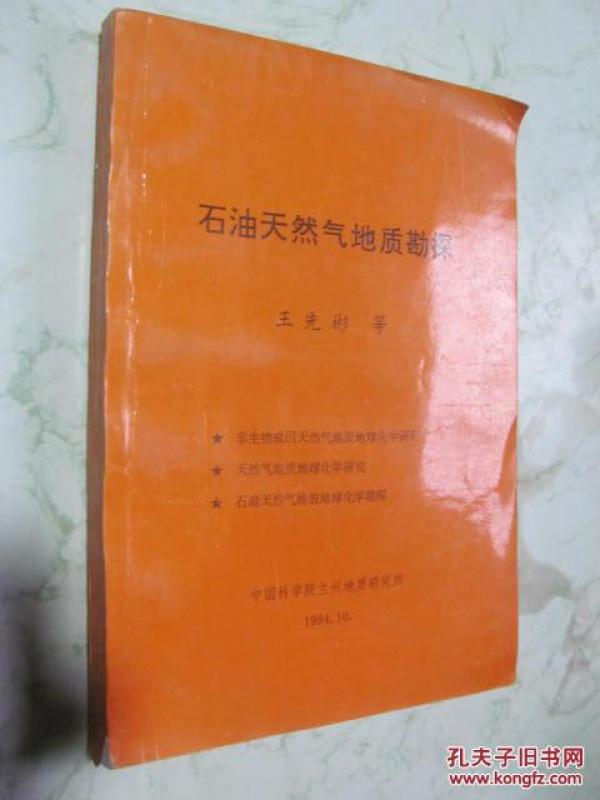 石油天然气地质勘探
王先彬 等
★ 非生物成因天然气地质地球化学研究
★ 天然气地质地球化学研究
★ 石油天然气地表地球化学勘探
中国科学院兰州地质研究所
1994.10.
孔夫子旧书网
www.kongfz.com